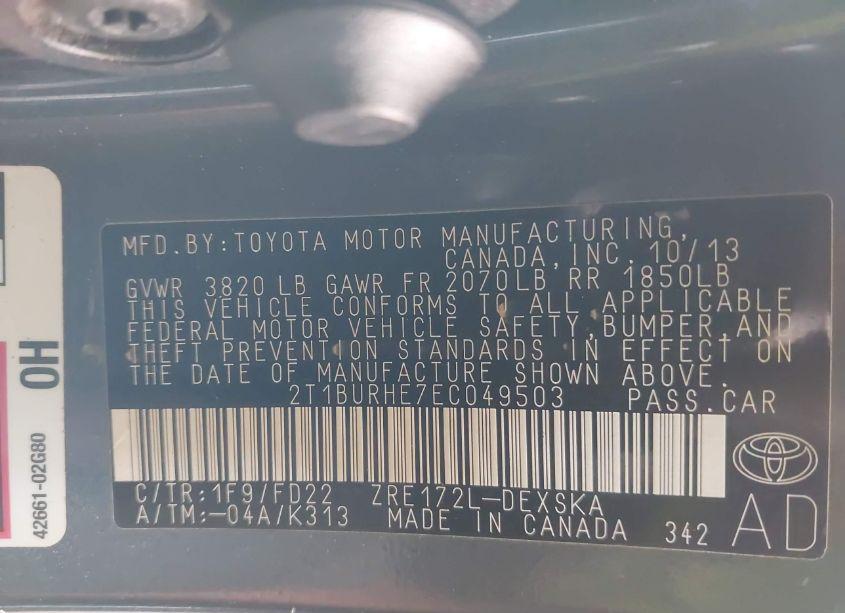 MFD.BY:TOYOTA MOTOR MANUFACTURING,
CANADA,INC. 10/13
GVWR 3820 LB GAWR FR 2070LB RR 1850LB
THIS VEHICLE CONFORMS TO ALL APPLICABLE
FEDERAL MOTOR VEHICLE SAFETY,BUMPER,AND
THEFT PREVENTION STANDARDS IN EFFECT ON
THE DATE OF MANUFACTURE SHOWN ABOVE.
2T1BURHE7EC049503 PASS.CAR
C/TR:1F9/FD22 ZRE172L-DEXSKA
A/TM:-04A/K313 MADE IN CANADA 342
AD
42661-02G80
0H